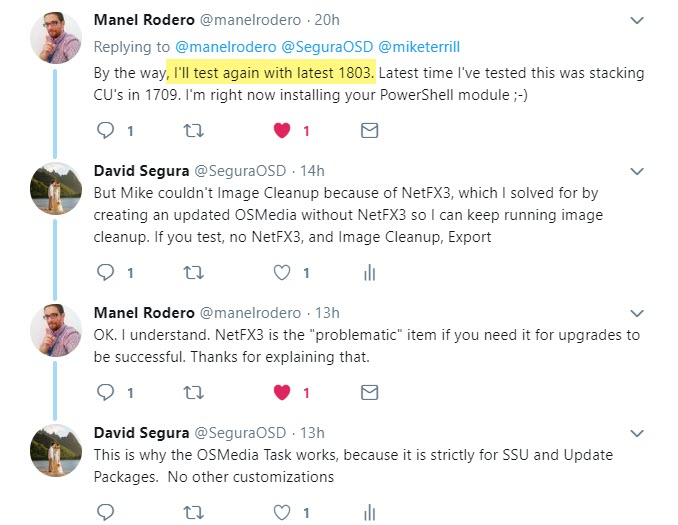 Manel Rodero @manelrodero · 20h
Replying to @manelrodero @SeguraOSD @miketerrill
By the way, I'll test again with latest 1803. Latest time I've tested this was stacking
CU's in 1709. I'm right now installing your PowerShell module ;-)
1 1
David Segura @SeguraOSD · 14h
But Mike couldn't Image Cleanup because of NetFX3, which I solved for by
creating an updated OSMedia without NetFX3 so I can keep running image
cleanup. If you test, no NetFX3, and Image Cleanup, Export
1 1
Manel Rodero @manelrodero · 13h
OK. I understand. NetFX3 is the "problematic" item if you need it for upgrades to
be successful. Thanks for explaining that.
1 1
David Segura @SeguraOSD · 13h
This is why the OSMedia Task works, because it is strictly for SSU and Update
Packages.  No other customizations
1